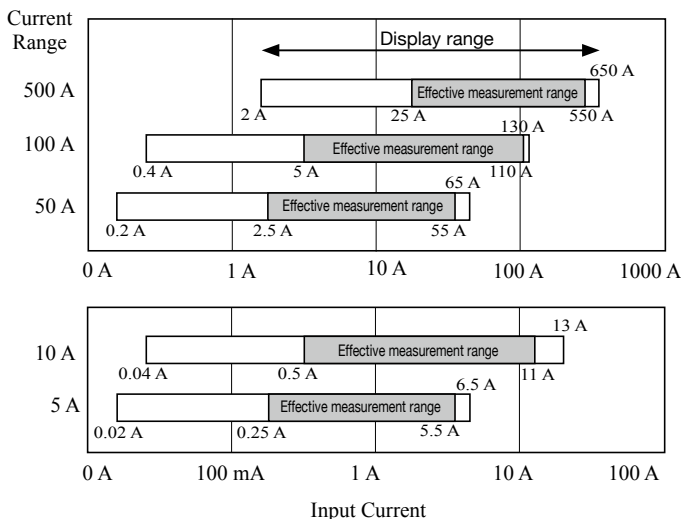 Current
Range
Display range
650 A
500 A
Effective measurement range
2 A
25 A
550 A
130 A
100 A
Effective measurement range
0.4 A
5 A
110 A
65 A
50 A
Effective measurement range
0.2 A
2.5 A
55 A
0 A
1 A
10 A
100 A
1000 A
13 A
10 A
Effective measurement range
0.04 A
0.5 A
11 A
6.5 A
5 A
Effective measurement range
0.02 A
0.25 A
5.5 A
0 A
100 mA
1 A
10 A
100 A
Input Current